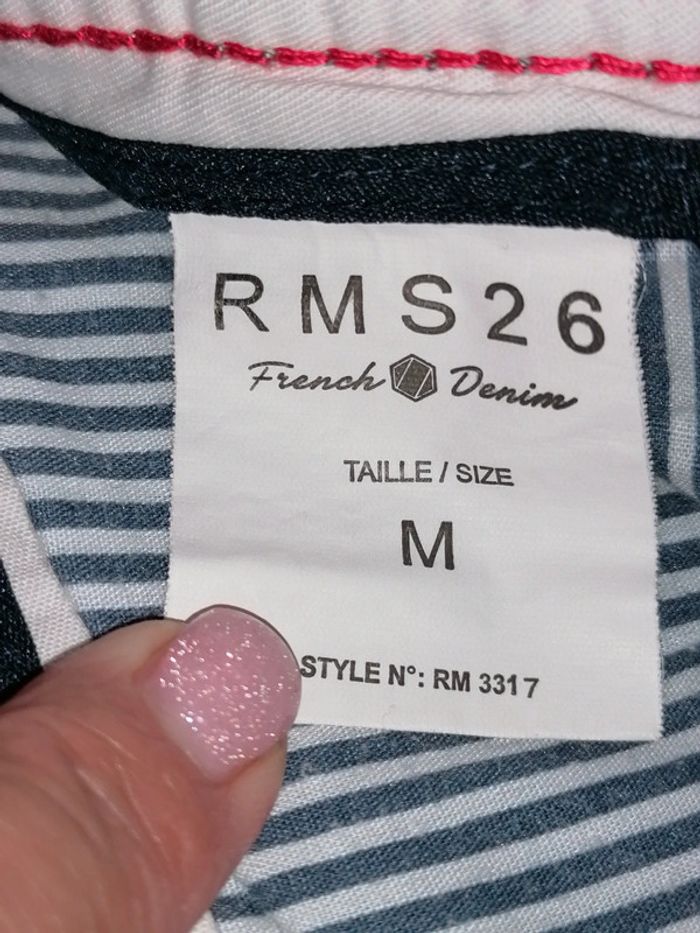 RMS26
French Denim
TAILLE / SIZE
M
STYLE N°: RM 3317